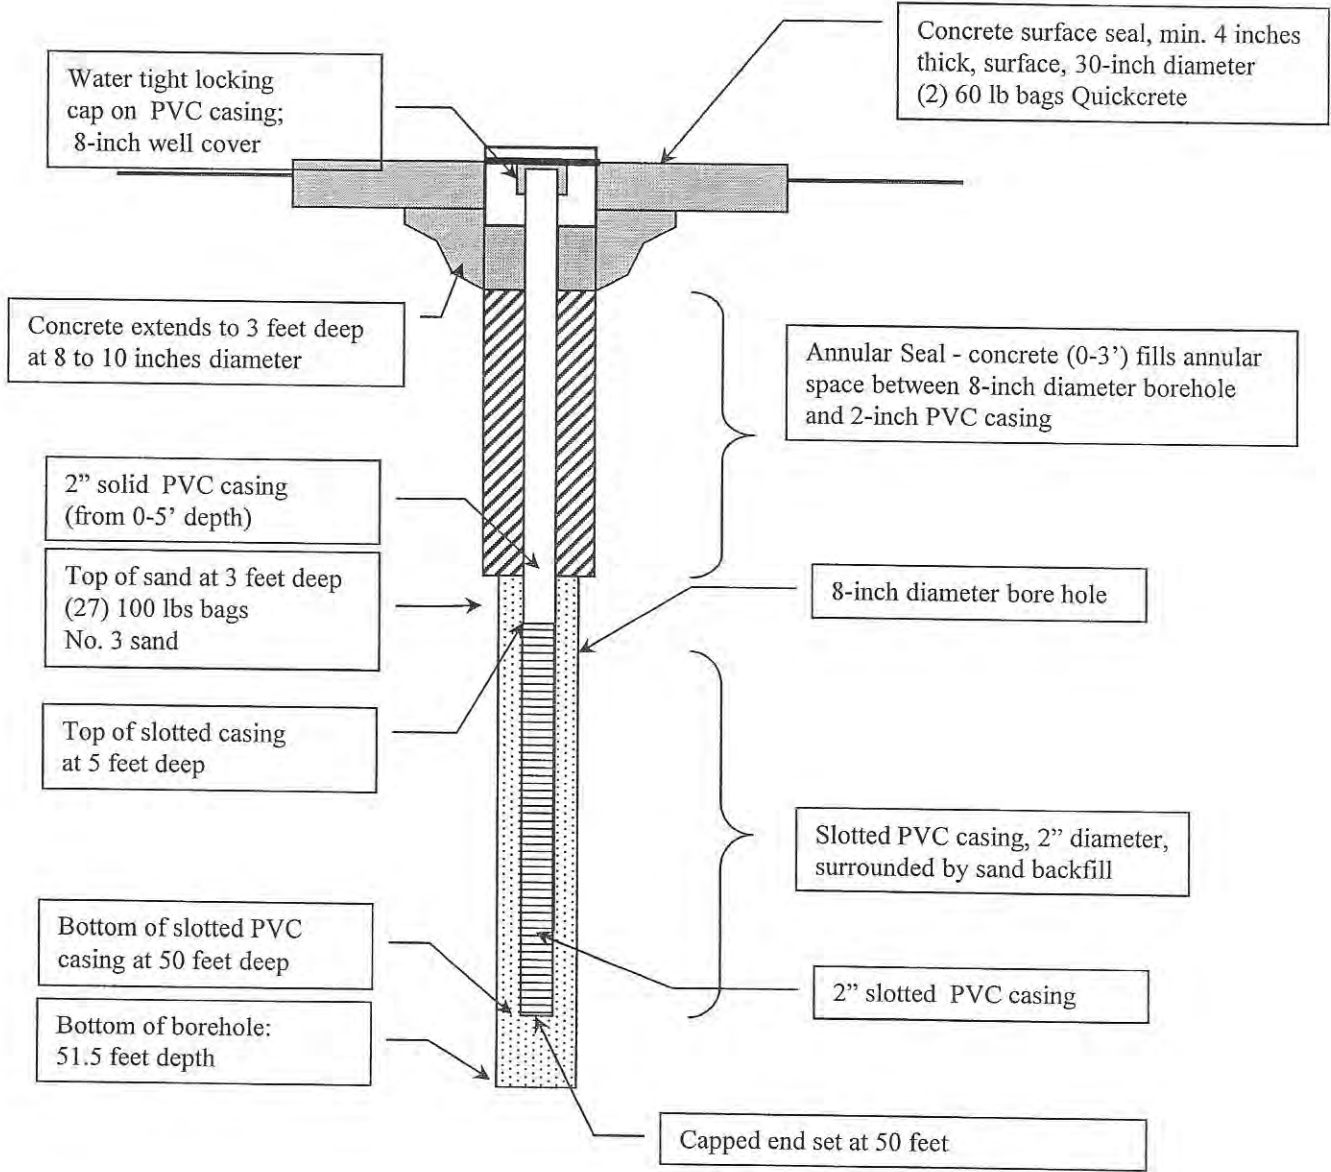 Water tight locking
cap on PVC casing;
8-inch well cover
Concrete surface seal, min. 4 inches
thick, surface, 30-inch diameter
(2) 60 lb bags Quickcrete
Concrete extends to 3 feet deep
at 8 to 10 inches diameter
Annular Seal - concrete (0-3’) fills annular
space between 8-inch diameter borehole
and 2-inch PVC casing
2” solid PVC casing
(from 0-5’ depth)
Top of sand at 3 feet deep
(27) 100 lbs bags
No. 3 sand
8-inch diameter bore hole
Top of slotted casing
at 5 feet deep
Slotted PVC casing, 2” diameter,
surrounded by sand backfill
Bottom of slotted PVC
casing at 50 feet deep
2” slotted PVC casing
Bottom of borehole:
51.5 feet depth
Capped end set at 50 feet